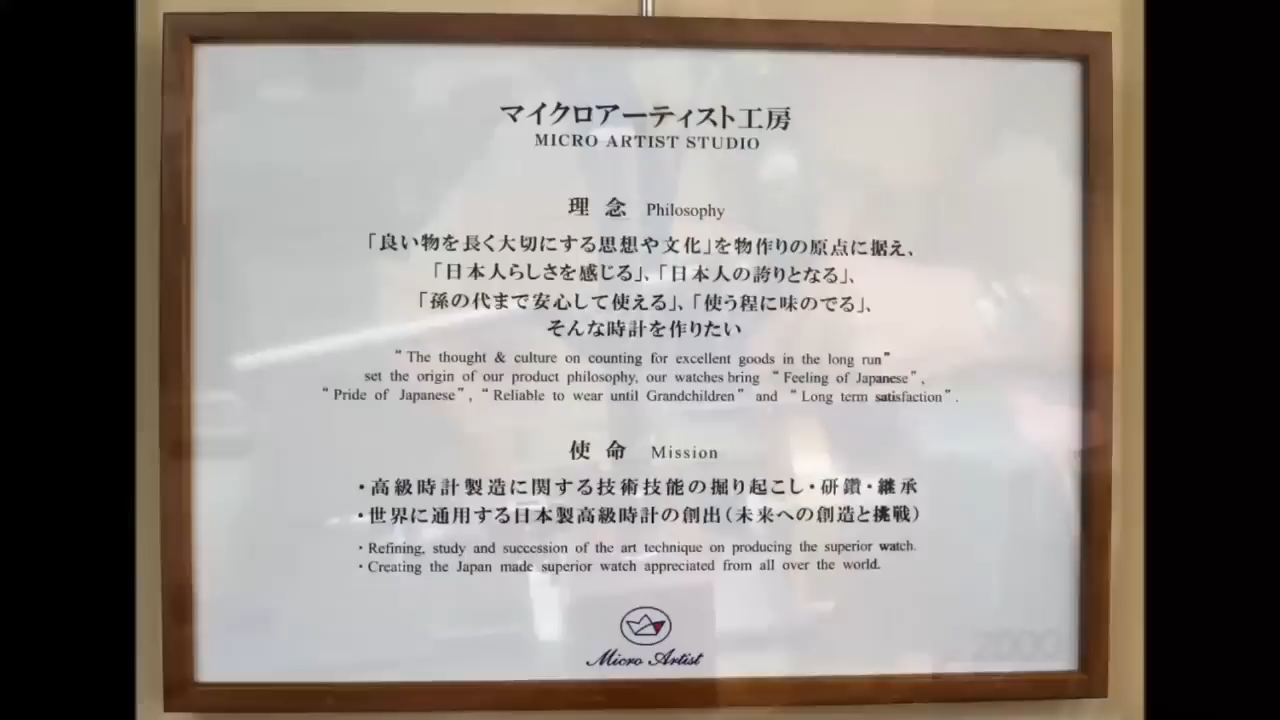 マイクロアーティスト工房
MICRO ARTIST STUDIO
理 念 Philosophy
「良い物を長く大切にする思想や文化」を物作りの原点に据え、
「日本人らしさを感じる」、「日本人の誇りとなる」、
「孫の代まで安心して使える」、「使う程に味のでる」、
そんな時計を作りたい
"The thought & culture on counting for excellent goods in the long run"
set the origin of our product philosophy, our watches bring "Feeling of Japanese",
"Pride of Japanese", "Reliable to wear until Grandchildren" and "Long term satisfaction".
使 命 Mission
・高級時計製造に関する技術技能の掘り起こし・研鑽・継承
・世界に通用する日本製高級時計の創出(未来への創造と挑戦)
・Refining, study and succession of the art technique on producing the superior watch.
・Creating the Japan made superior watch appreciated from all over the world.
Micro Artist